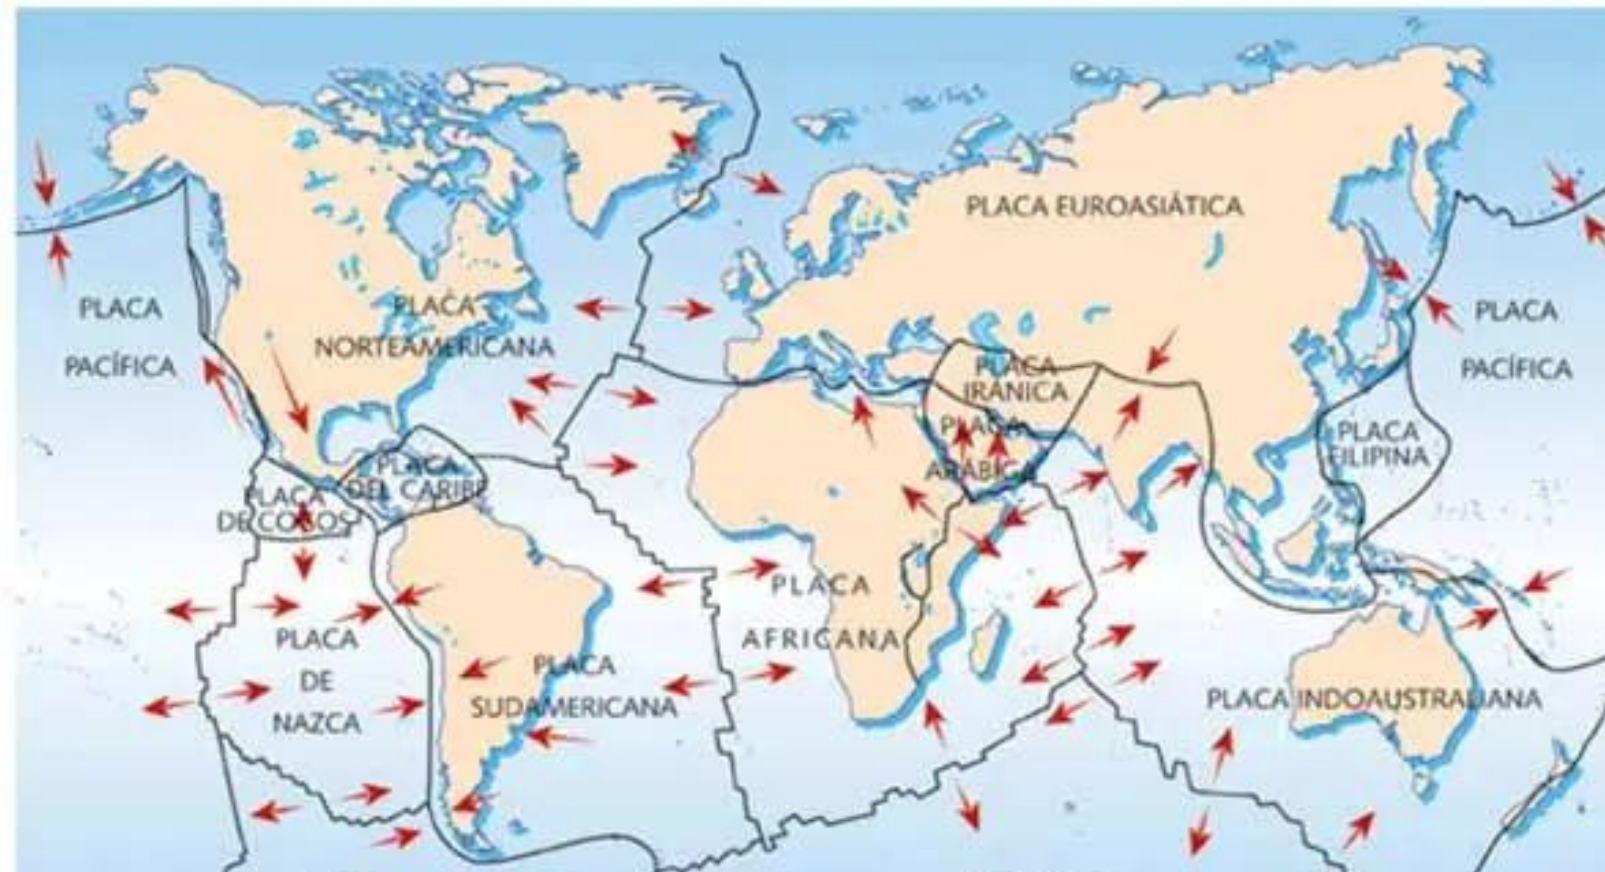 PLACA EUROASIÁTICA
PLACA
PACÍFICA
PLACA
NORTEAMERICANA
PLACA
PACÍFICA
PLACA
IRÁNICA
PLACA
ARÁBICA
PLACA
FILIPINA
PLACA
DEL CARIBE
PLACA
DE COCOS
PLACA
AFRICANA
PLACA
DE
NAZCA
PLACA
SUDAMERICANA
PLACA INDOAUSTRALIANA